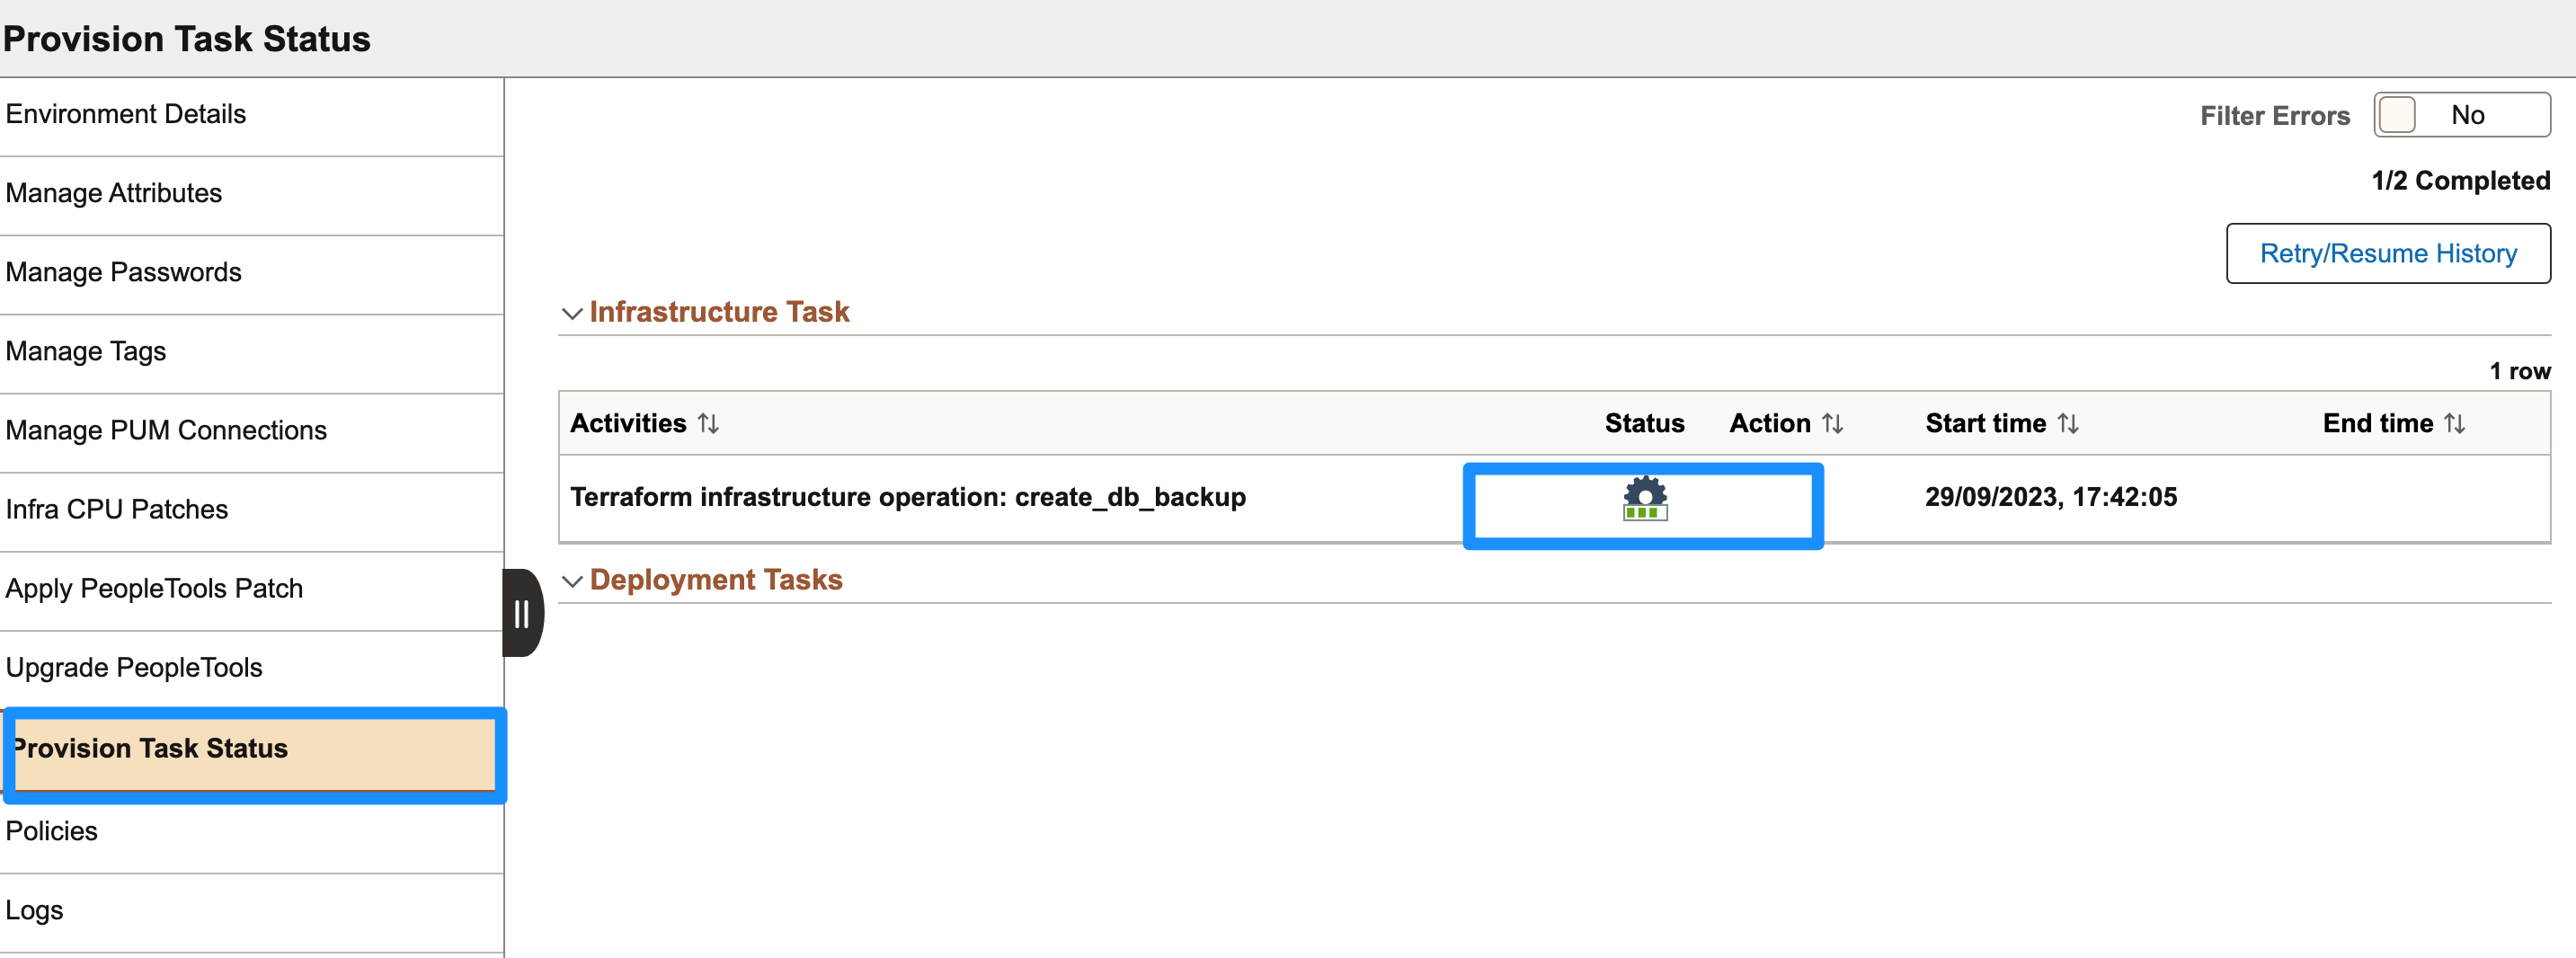 Provision Task Status
Environment Details
Manage Attributes
Manage Passwords
Manage Tags
Manage PUM Connections
Infra CPU Patches
Apply PeopleTools Patch
Upgrade PeopleTools
Provision Task Status
Policies
Logs
Filter Errors No
1/2 Completed
Retry/Resume History
Infrastructure Task
1 row
Activities Status Action Start time End time
Terraform infrastructure operation: create_db_backup 29/09/2023, 17:42:05
Deployment Tasks